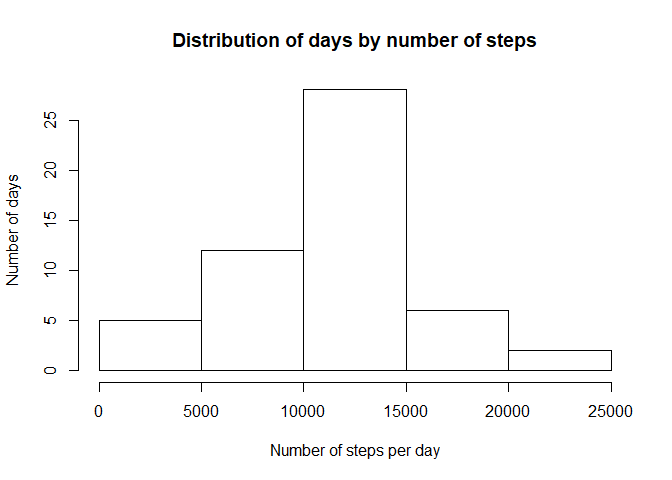 Distribution of days by number of steps
Number of days
25
20
15
10
5
0
0 5000 10000 15000 20000 25000
Number of steps per day